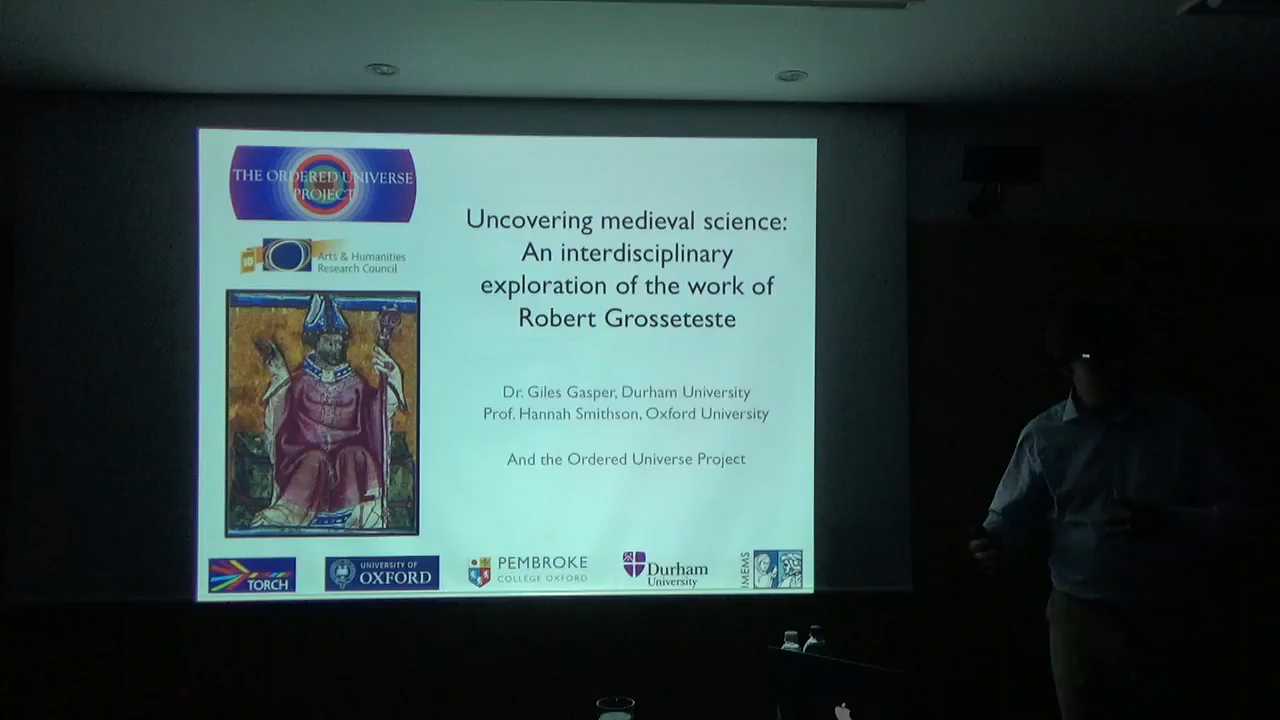 THE ORDERED UNIVERSE
PROJECT
10
Arts & Humanities
Research Council
Uncovering medieval science:
An interdisciplinary
exploration of the work of
Robert Grosseteste
Dr. Giles Gasper, Durham University
Prof. Hannah Smithson, Oxford University
And the Ordered Universe Project
TORCH
UNIVERSITY OF
OXFORD
PEMBROKE
COLLEGE OXFORD
Durham
University
IMEMS